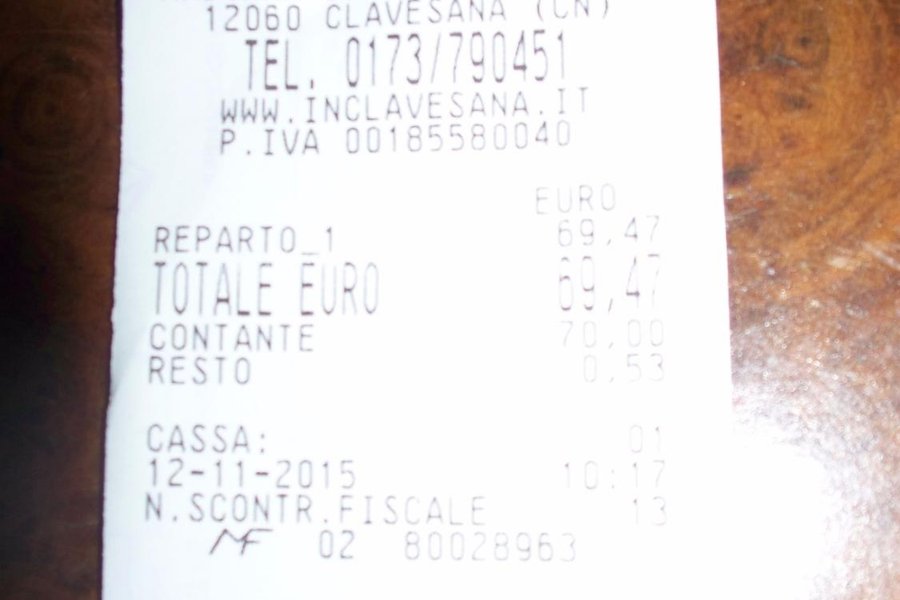 12060 CLAVESANA (CN)
TEL. 0173/790451
WWW.INCLAVESANA.IT
P.IVA 00185580040
EURO
REPARTO_1 69,47
TOTALE EURO 69,47
CONTANTE 70,00
RESTO 0,53
CASSA: 01
12-11-2015 10:17
N.SCONTR.FISCALE 13
MF 02 80028963